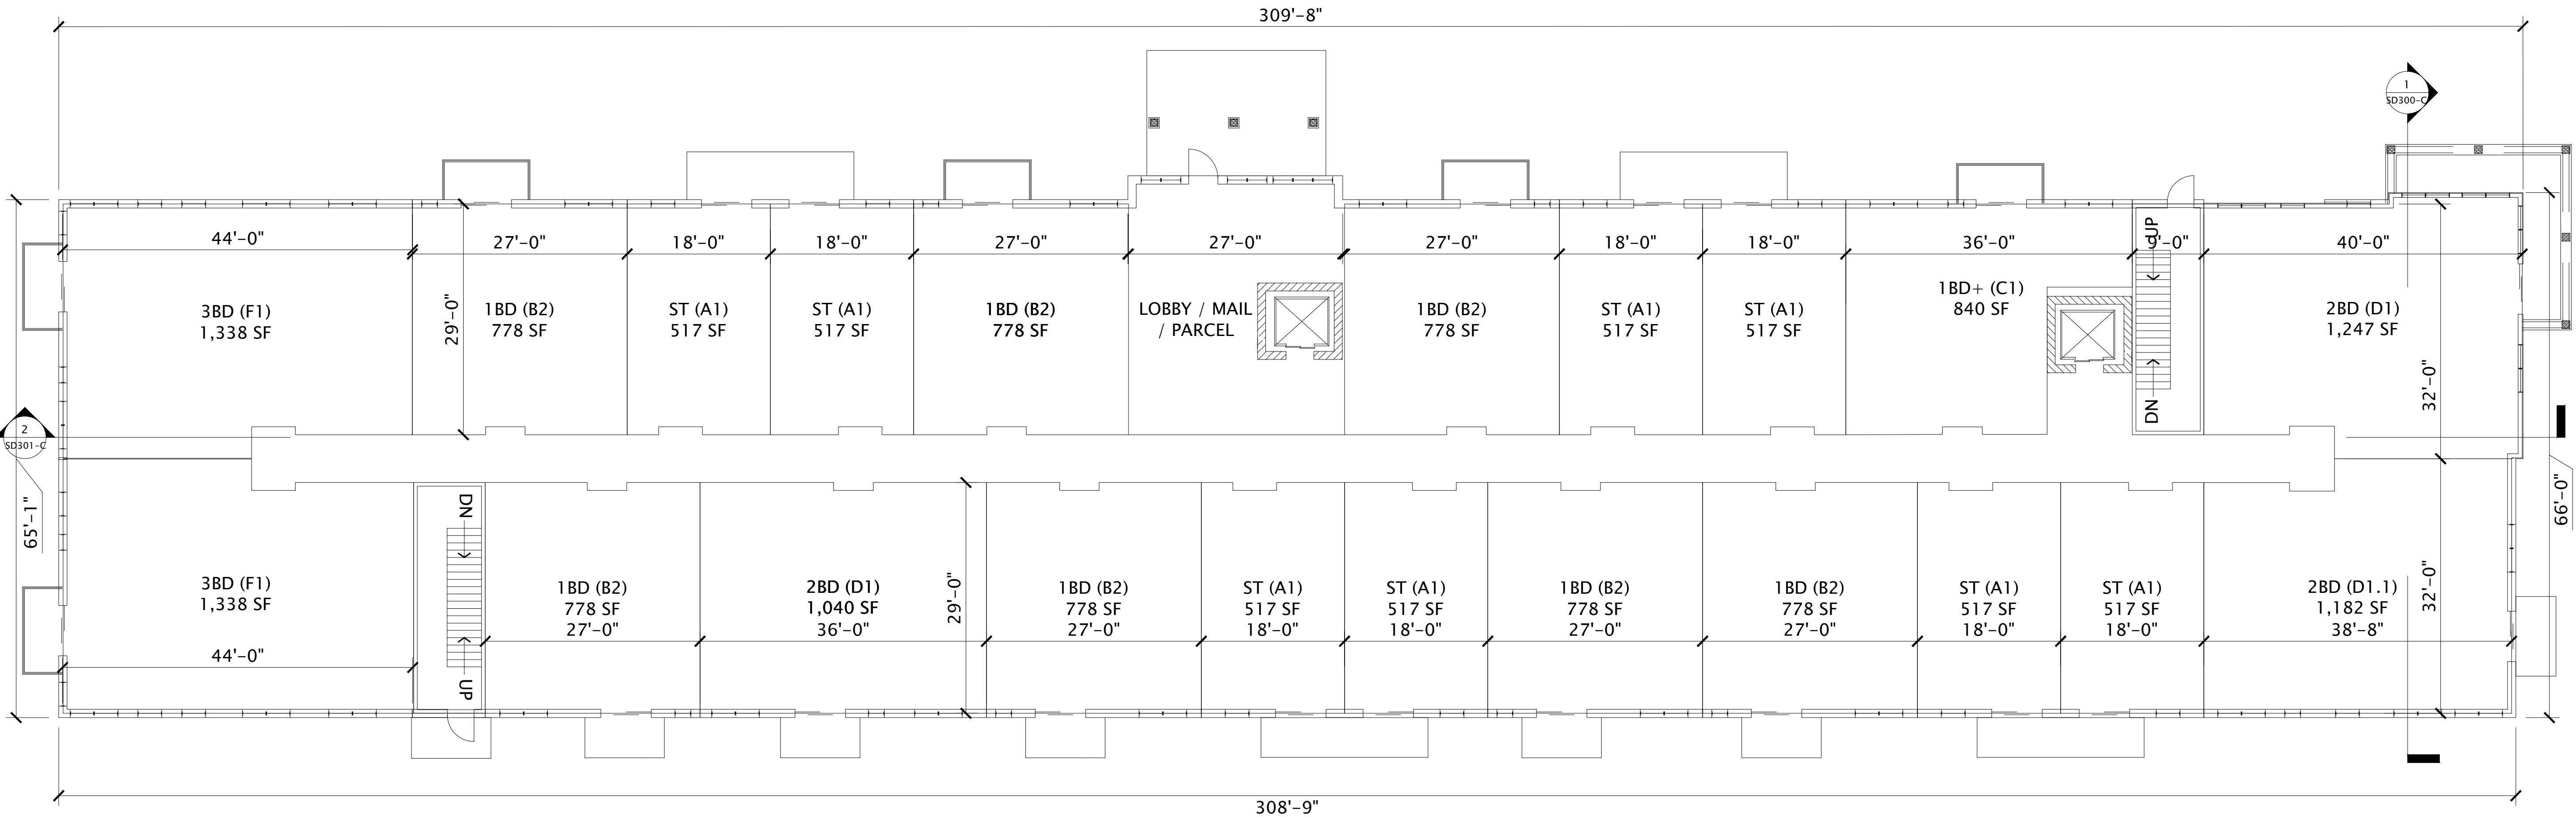 309'-8"
1
SD300-C
44'-0"
27'-0"
18'-0"
18'-0"
27'-0"
27'-0"
27'-0"
18'-0"
18'-0"
36'-0"
UP
9'-0"
40'-0"
3BD (F1)
1,338 SF
29'-0"
1BD (B2)
778 SF
ST (A1)
517 SF
ST (A1)
517 SF
1BD (B2)
778 SF
LOBBY / MAIL
/ PARCEL
1BD (B2)
778 SF
ST (A1)
517 SF
ST (A1)
517 SF
1BD+ (C1)
840 SF
DN
2BD (D1)
1,247 SF
32'-0"
2
SD301-C
65'-1"
66'-0"
3BD (F1)
1,338 SF
44'-0"
DN
UP
1BD (B2)
778 SF
27'-0"
2BD (D1)
1,040 SF
36'-0"
29'-0"
1BD (B2)
778 SF
27'-0"
ST (A1)
517 SF
18'-0"
ST (A1)
517 SF
18'-0"
1BD (B2)
778 SF
27'-0"
1BD (B2)
778 SF
27'-0"
ST (A1)
517 SF
18'-0"
ST (A1)
517 SF
18'-0"
2BD (D1.1)
1,182 SF
38'-8"
32'-0"
308'-9"